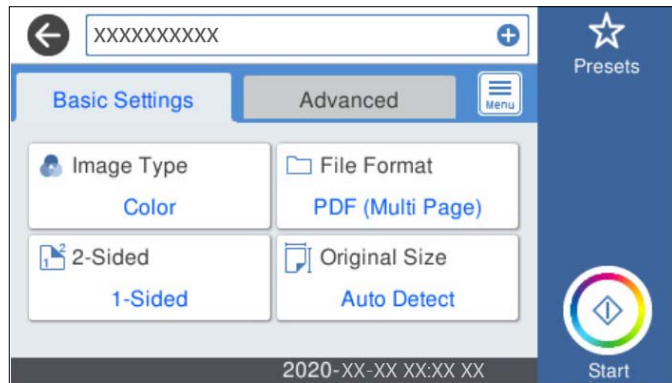 XXXXXXXXXX
Presets
Basic Settings
Advanced
Menu
Image Type
Color
File Format
PDF (Multi Page)
2-Sided
1-Sided
Original Size
Auto Detect
2020-XX-XX XX:XX XX
Start